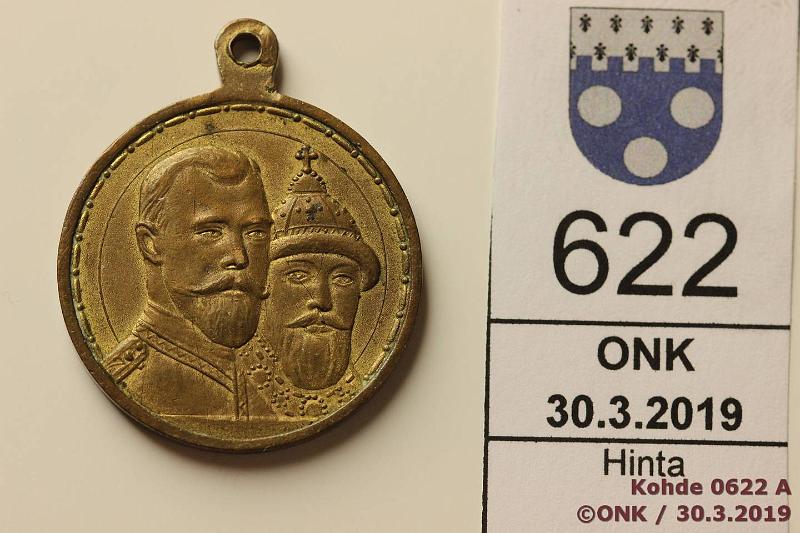 622
ONK
30.3.2019
Hinta
Kohde 0622 A
©ONK / 30.3.2019